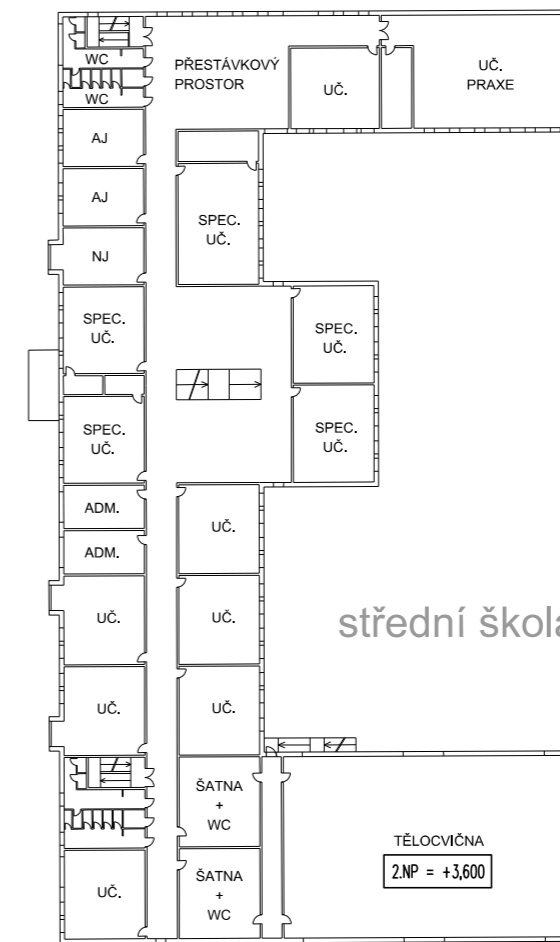 WC
WC
PŘESTÁVKOVÝ
PROSTOR
UČ.
UČ.
PRAXE
AJ
AJ
NJ
SPEC.
UČ.
SPEC.
UČ.
SPEC.
UČ.
SPEC.
UČ.
SPEC.
UČ.
ADM.
ADM.
UČ.
UČ.
UČ.
UČ.
UČ.
střední škola
ŠATNA
+
WC
ŠATNA
+
WC
UČ.
TĚLOCVIČNA
2.NP = +3,600